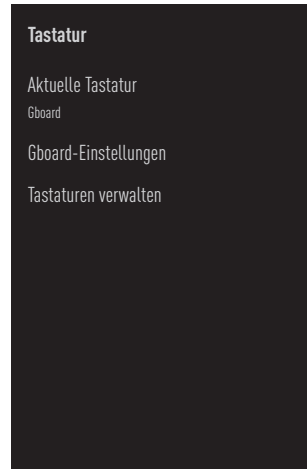 Tastatur
Aktuelle Tastatur
Gboard
Gboard-Einstellungen
Tastaturen verwalten